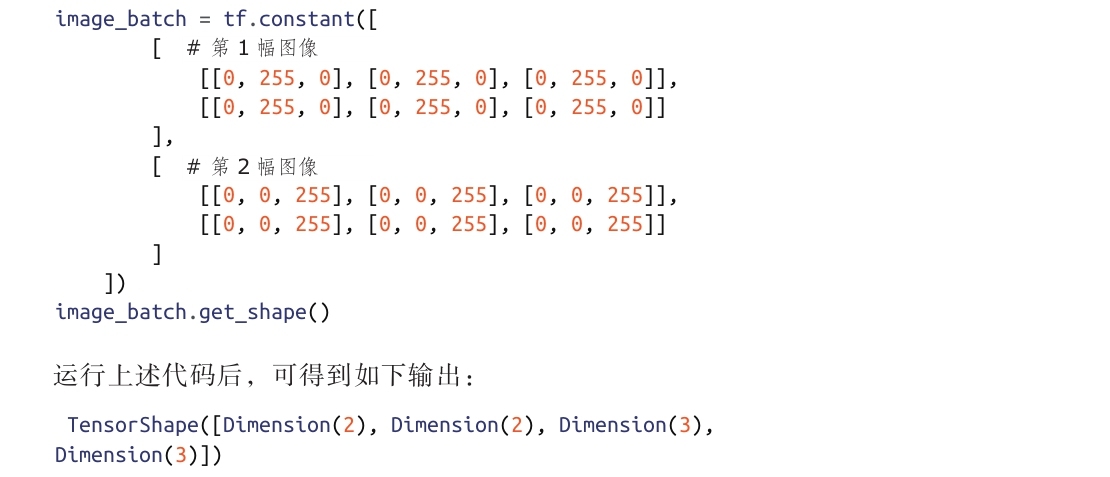 image_batch = tf.constant([
[ # 第 1 幅图像
[[0, 255, 0], [0, 255, 0], [0, 255, 0]],
[[0, 255, 0], [0, 255, 0], [0, 255, 0]]
],
[ # 第 2 幅图像
[[0, 0, 255], [0, 0, 255], [0, 0, 255]],
[[0, 0, 255], [0, 0, 255], [0, 0, 255]]
]
])
image_batch.get_shape()
运行上述代码后，可得到如下输出：
TensorShape([Dimension(2), Dimension(2), Dimension(3),
Dimension(3)])